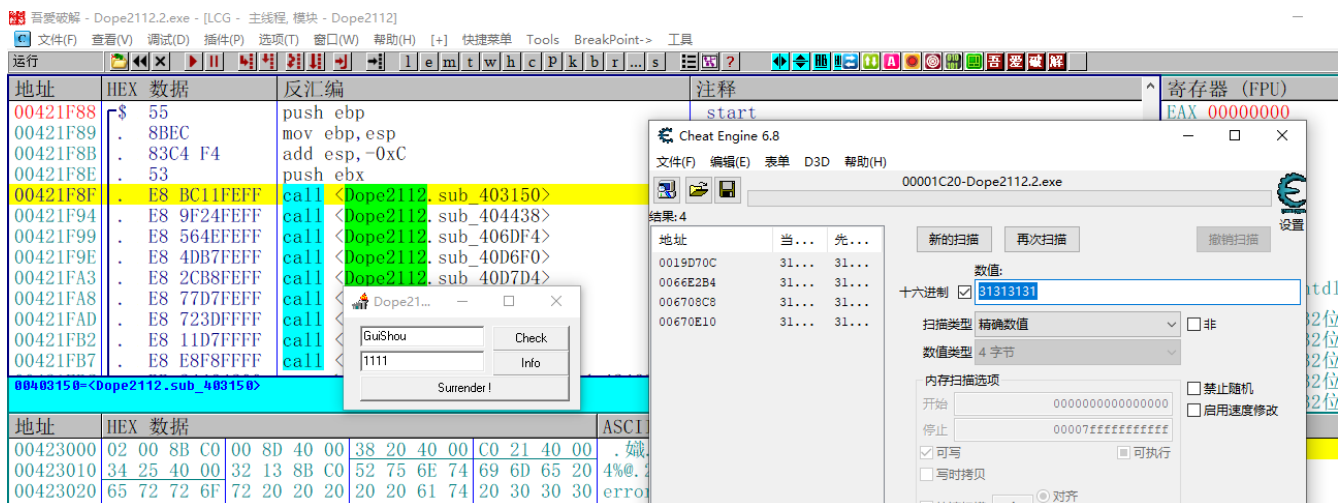 吾爱破解 - Dope2112.2.exe - [LCG - 主线程, 模块 - Dope2112]
文件(F) 查看(V) 调试(D) 插件(P) 选项(T) 窗口(W) 帮助(H) [+] 快捷菜单 Tools BreakPoint-> 工具
运行 l e m t w h c P k b r ... s ? 吾 爱 破 解
地址 HEX 数据 反汇编 注释 寄存器 (FPU)
00421F88 $ 55 push ebp start EAX 00000000
00421F89 . 8BEC mov ebp,esp
00421F8B . 83C4 F4 add esp,-0xC
00421F8E . 53 push ebx
00421F8F . E8 BC11FEFF call <Dope2112.sub_403150>
00421F94 . E8 9F24FEFF call <Dope2112.sub_404438>
00421F99 . E8 564EFEFF call <Dope2112.sub_406DF4>
00421F9E . E8 4DB7FEFF call <Dope2112.sub_40D6F0>
00421FA3 . E8 2CB8FEFF call <Dope2112.sub_40D7D4>
00421FA8 . E8 77D7FEFF call <
00421FAD . E8 723DFFFF call <
00421FB2 . E8 11D7FFFF call <
00421FB7 . E8 E8F8FFFF call <
00403150=<Dope2112.sub_403150>
地址 HEX 数据 ASCII
00423000 02 00 8B C0 00 8D 40 00 38 20 40 00 C0 21 40 00
00423010 34 25 40 00 32 13 8B C0 52 75 6E 74 69 6D 65 20 4%@.2
00423020 65 72 72 6F 72 20 20 20 20 20 61 74 20 30 30 30 erro
Dope21...
GuiShou Check
1111 Info
Surrender !
Cheat Engine 6.8
文件(F) 编辑(E) 表单 D3D 帮助(H)
00001C20-Dope2112.2.exe
设置
结果: 4
地址 当... 先...
0019D70C 31... 31...
0066E2B4 31... 31...
006708C8 31... 31...
00670E10 31... 31...
新的扫描 再次扫描 撤销扫描
数值:
十六进制 31313131
扫描类型 精确数值 非
数值类型 4 字节
内存扫描选项
开始 0000000000000000
停止 00007fffffffffff
禁止随机
启用速度修改
可写 可执行
写时拷贝
对齐